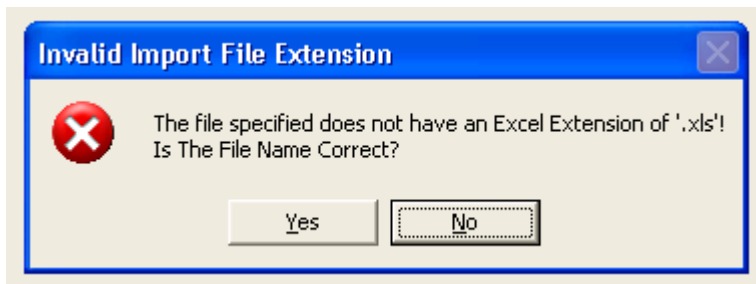 Invalid Import File Extension
The file specified does not have an Excel Extension of '.xls'!
Is The File Name Correct?
Yes
No